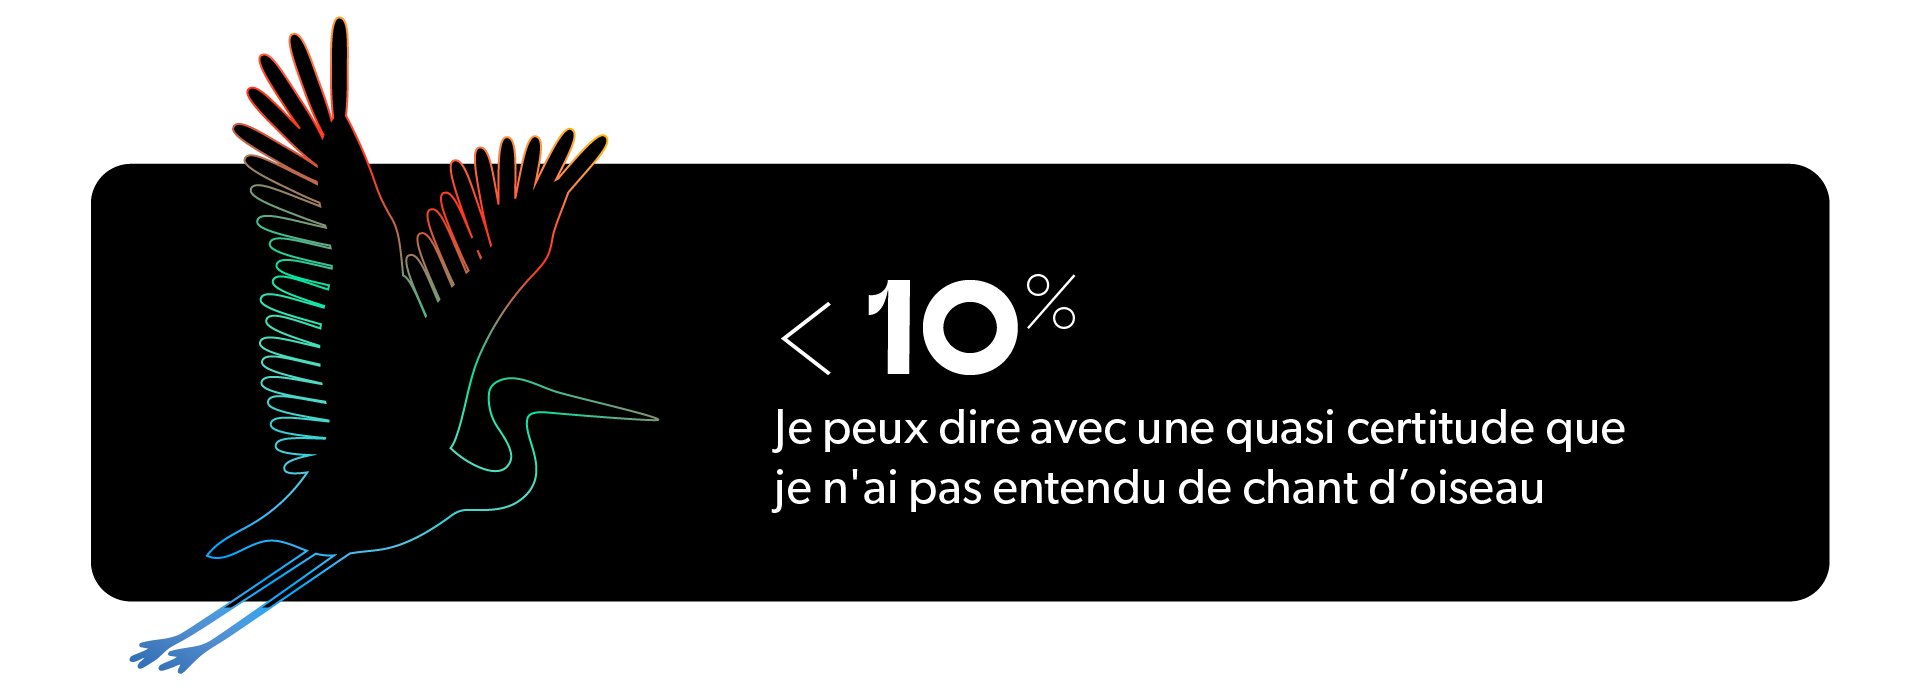 < 10%
Je peux dire avec une quasi certitude que
je n'ai pas entendu de chant d’oiseau